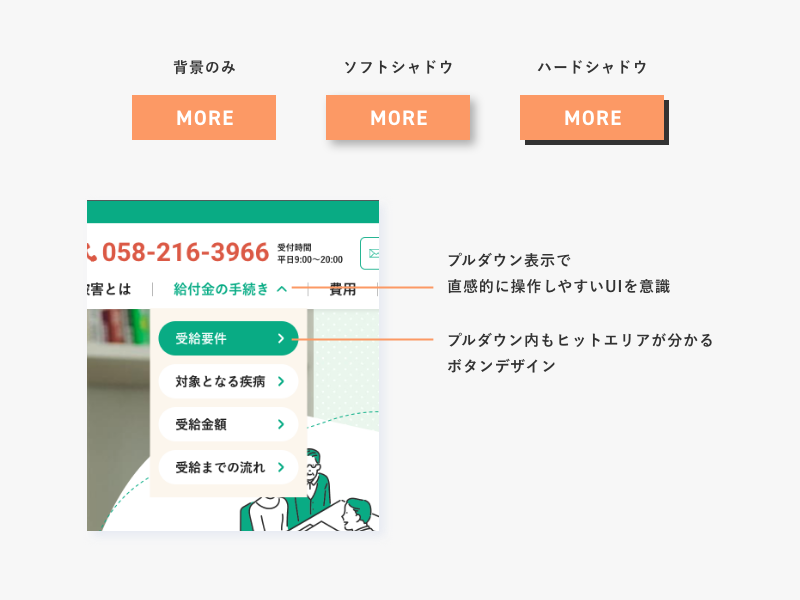 背景のみ
ソフトシャドウ
ハードシャドウ
MORE
MORE
MORE
058-216-3966
受付時間
平日9:00〜20:00
害とは
給付金の手続き
費用
受給要件
対象となる疾病
受給金額
受給までの流れ
プルダウン表示で
直感的に操作しやすいUIを意識
プルダウン内もヒットエリアが分かる
ボタンデザイン